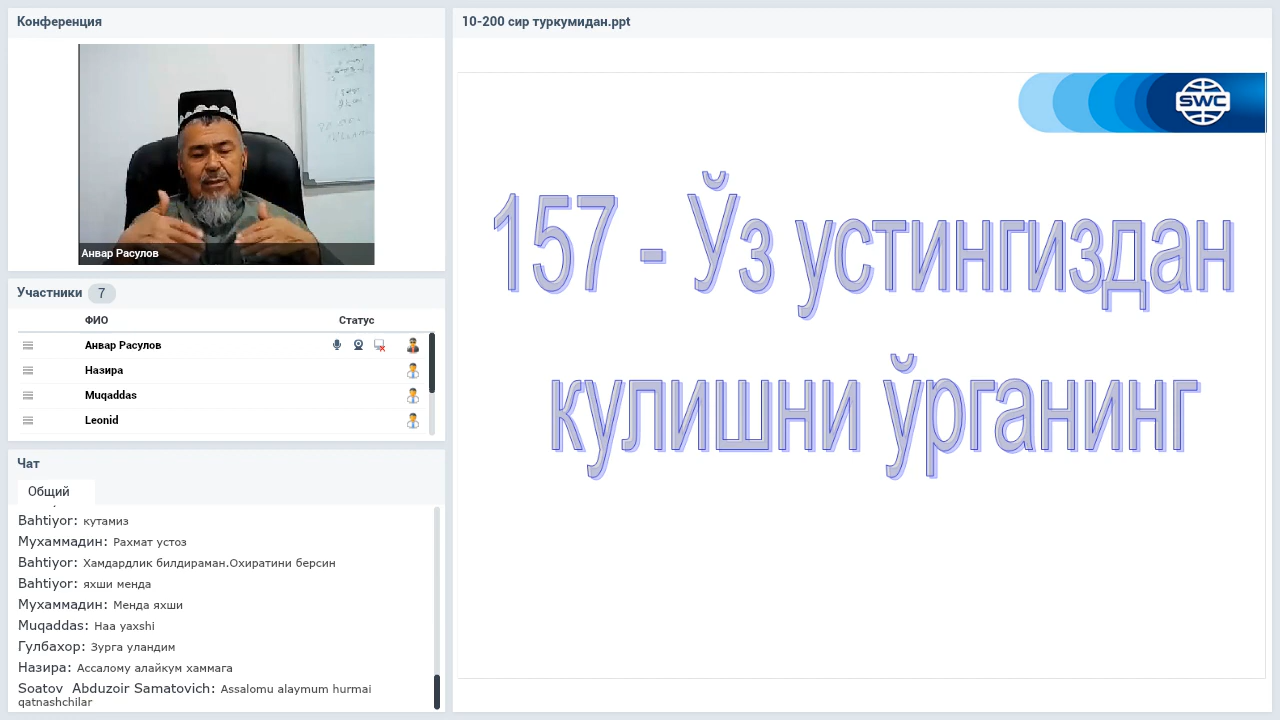 Конференция
Анвар Расулов
Участники 7
ФИО Статус
Анвар Расулов
Назира
Muqaddas
Leonid
Чат
Общий
Bahtiyor: кутамиз
Мухаммадин: Рахмат устоз
Bahtiyor: Хамдардлик билдираман.Охиратини берсин
Bahtiyor: яхши менда
Мухаммадин: Менда яхши
Muqaddas: Haa yaxshi
Гулбахор: Зурга уландим
Назира: Ассалому алайкум хаммага
Soatov Abduzoir Samatovich: Assalomu alaymum hurmai
qatnashchilar
10-200 сир туркумидан.ppt
SWC
157 - Ўз устингиздан
кулишни ўрганинг